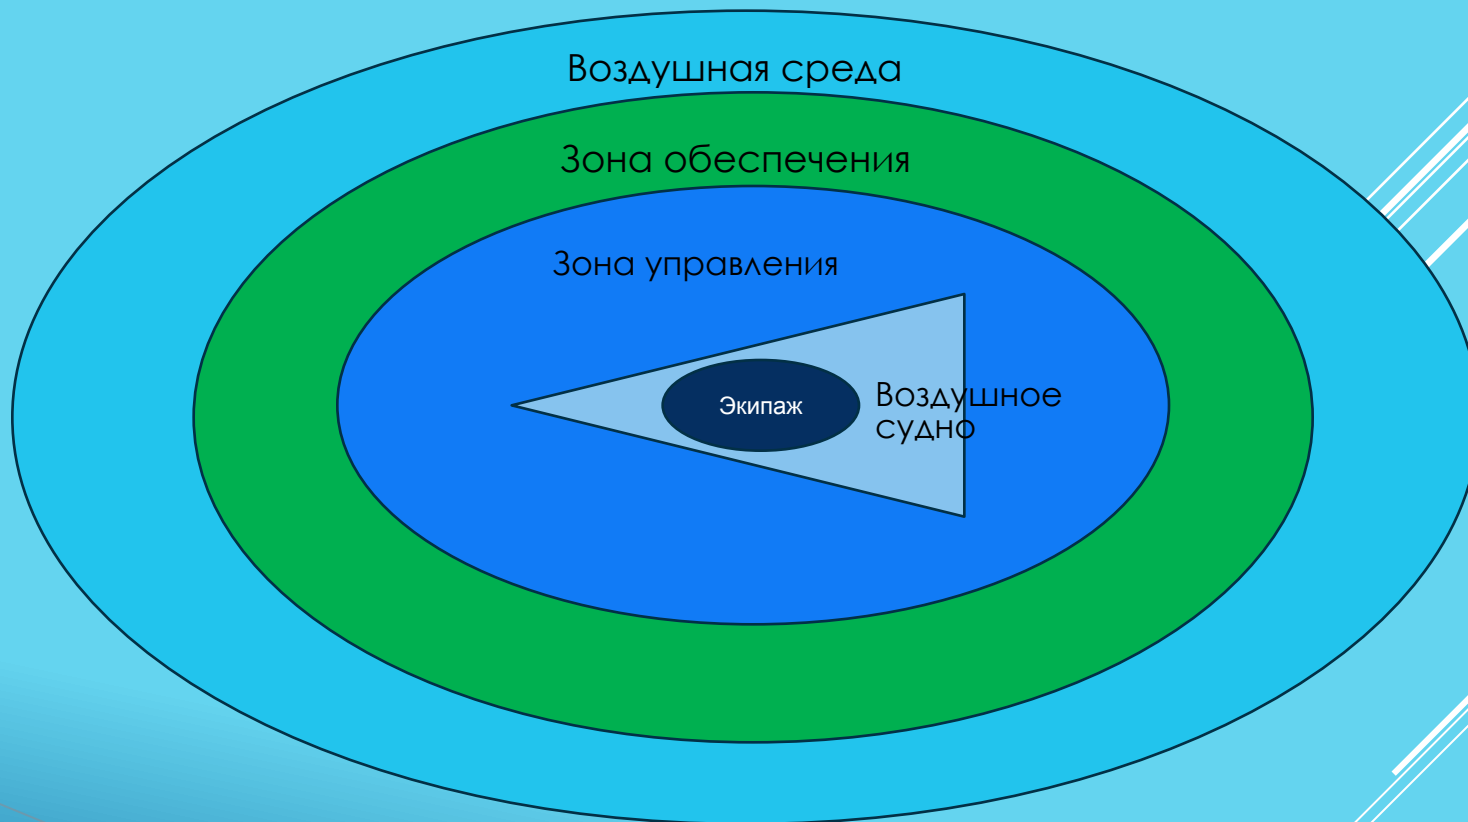 Воздушная среда
Зона обеспечения
Зона управления
Экипаж
Воздушное
судно